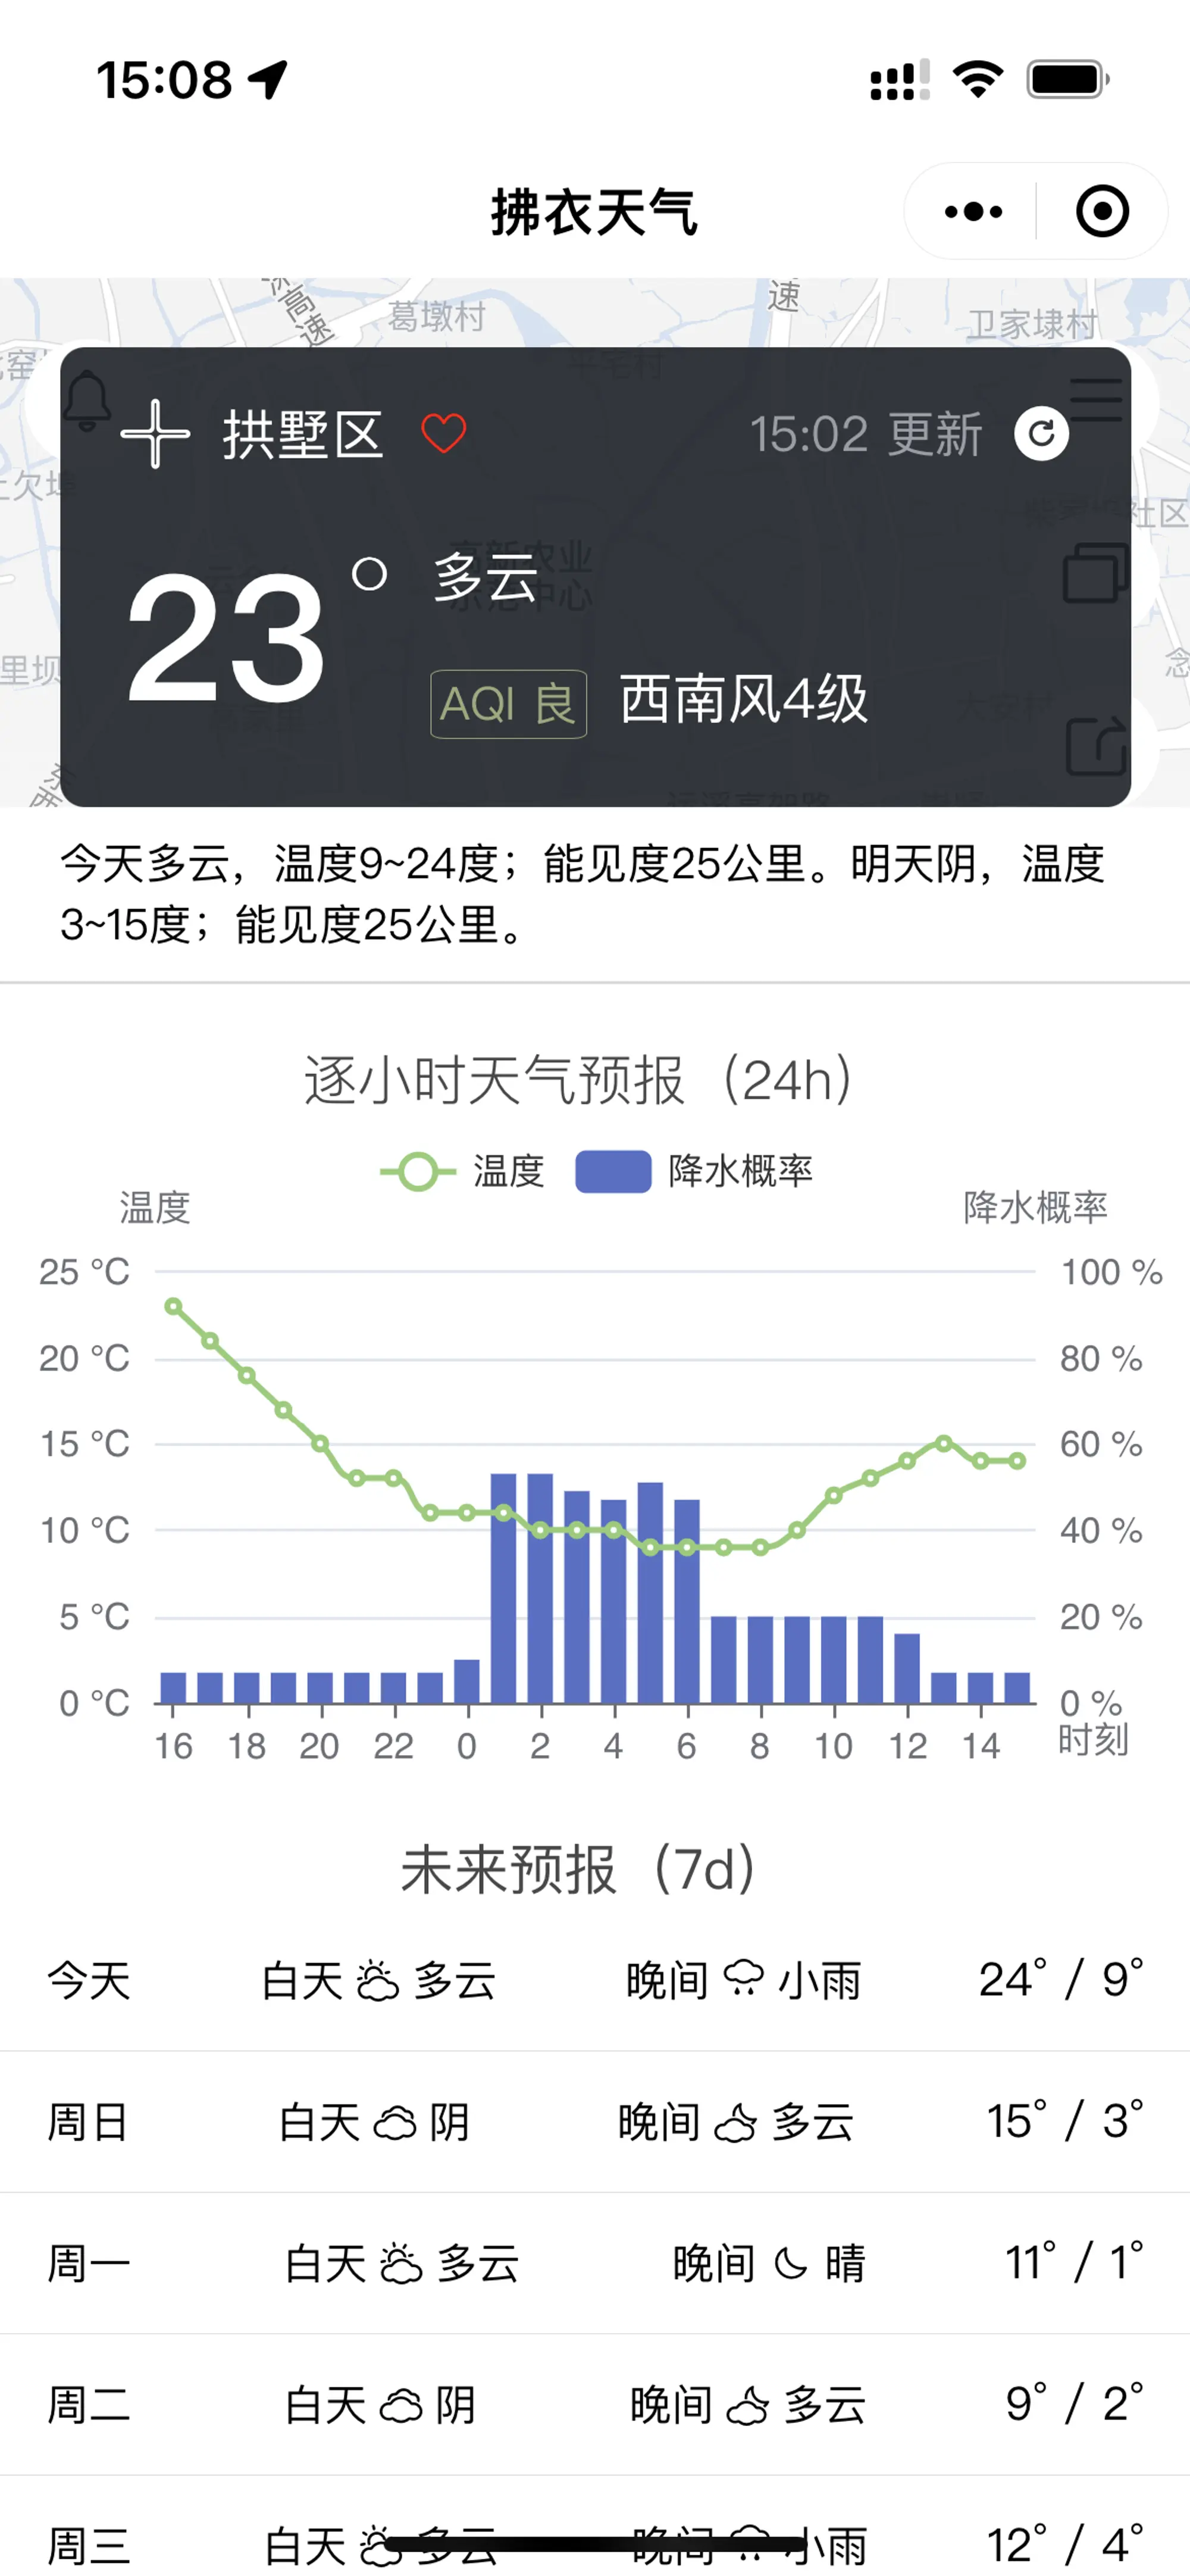 15:08
拂衣天气
高速
葛墩村
速
卫家埭村
拱墅区
15:02 更新
社区
23°
多云
里坝
AQI 良
西南风4级
今天多云，温度9~24度；能见度25公里。明天阴，温度
3~15度；能见度25公里。
逐小时天气预报（24h）
温度 降水概率
温度 降水概率
25 °C 100 %
20 °C 80 %
15 °C 60 %
10 °C 40 %
5 °C 20 %
0 °C 0 %
16 18 20 22 0 2 4 6 8 10 12 14 时刻
未来预报（7d）
今天 白天 多云 晚间 小雨 24° / 9°
周日 白天 阴 晚间 多云 15° / 3°
周一 白天 多云 晚间 晴 11° / 1°
周二 白天 阴 晚间 多云 9° / 2°
周三 白天 多云 晚间 小雨 12° / 4°